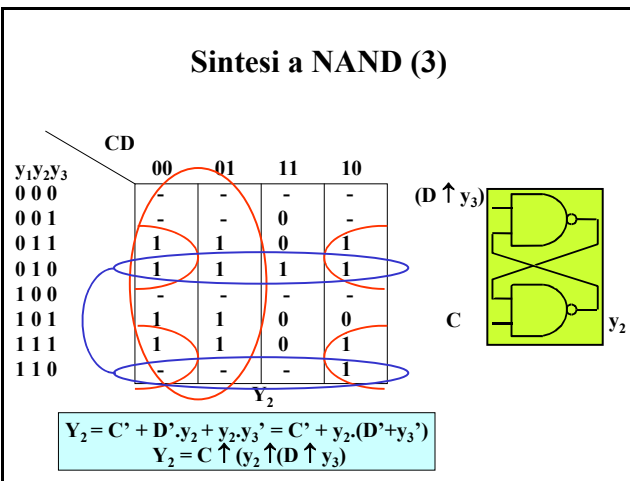 Sintesi a NAND (3)
CD
y₁y₂y₃ 00 01 11 10
0 0 0 - - - -
0 0 1 - - 0 -
0 1 1 1 1 0 1
0 1 0 1 1 1 1
1 0 0 - - - -
1 0 1 1 1 0 0
1 1 1 1 1 0 1
1 1 0 - - - 1
Y₂
(D ↑ y₃)
C y₂
Y₂ = C’ + D’.y₂ + y₂.y₃’ = C’ + y₂.(D’+y₃’)
Y₂ = C ↑ (y₂ ↑ (D ↑ y₃)